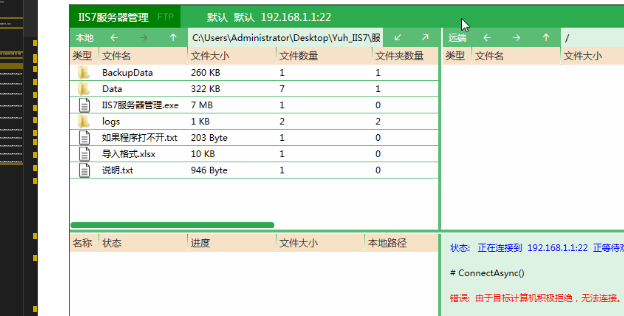 IIS7服务器管理 FTP 默认 默认 192.168.1.1:22
本地 C:\Users\Administrator\Desktop\Yuh_IIS7\服
类型 文件名 文件大小 文件数量 文件夹数量
BackupData 260 KB 1 1
Data 322 KB 7 1
IIS7服务器管理.exe 7 MB 1 0
logs 1 KB 2 2
如果程序打不开.txt 203 Byte 1 0
导入格式.xlsx 10 KB 1 0
说明.txt 946 Byte 1 0
远端 /
类型 文件名 文件大小
名称 状态 进度 文件大小 本地路径
状态: 正在连接到 192.168.1.1:22 正等待
# ConnectAsync()
错误: 由于目标计算机积极拒绝，无法连接。